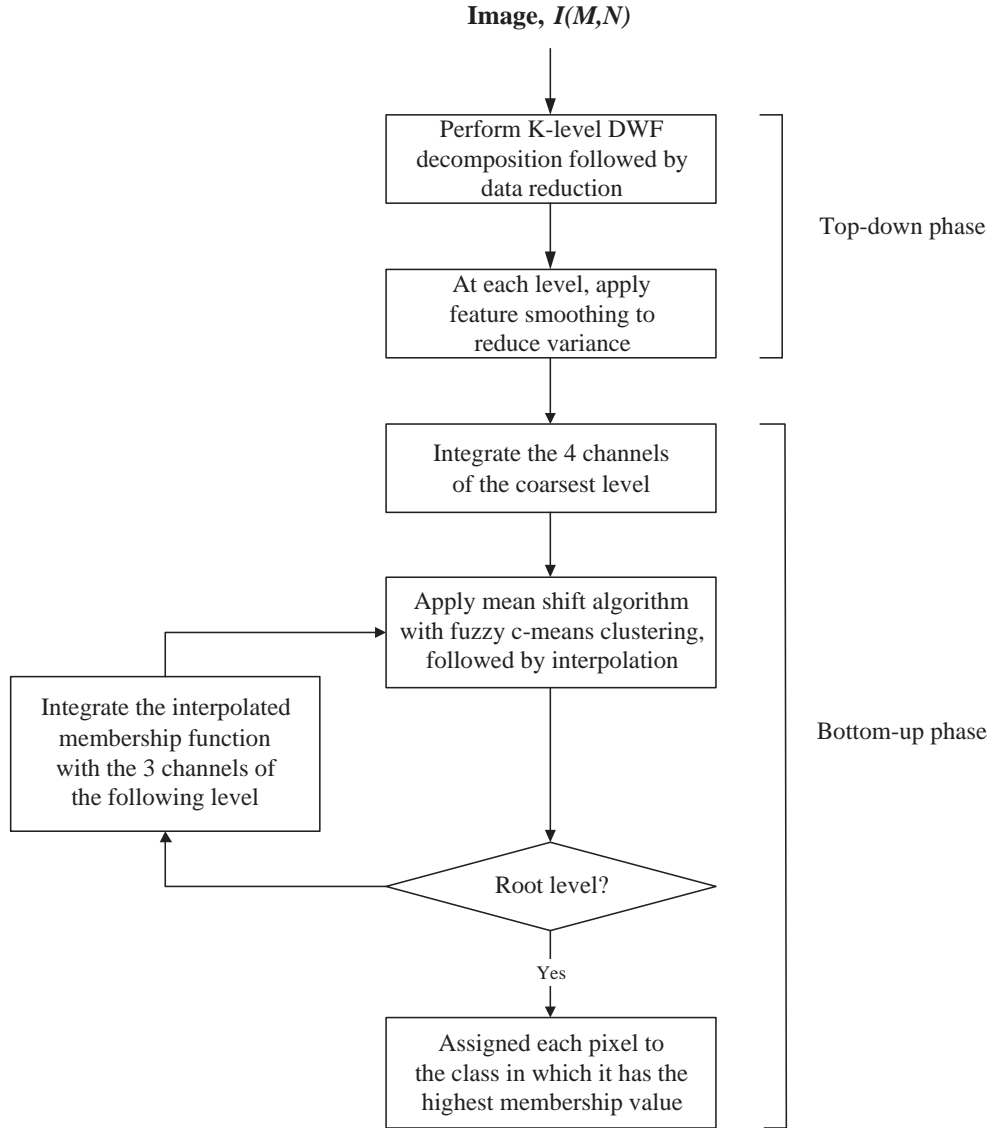 Image, I(M,N)
Perform K-level DWF
decomposition followed by
data reduction
Top-down phase
At each level, apply
feature smoothing to
reduce variance
Integrate the 4 channels
of the coarsest level
Apply mean shift algorithm
with fuzzy c-means clustering,
followed by interpolation
Integrate the interpolated
membership function
with the 3 channels of
the following level
Bottom-up phase
Root level?
Yes
Assigned each pixel to
the class in which it has the
highest membership value